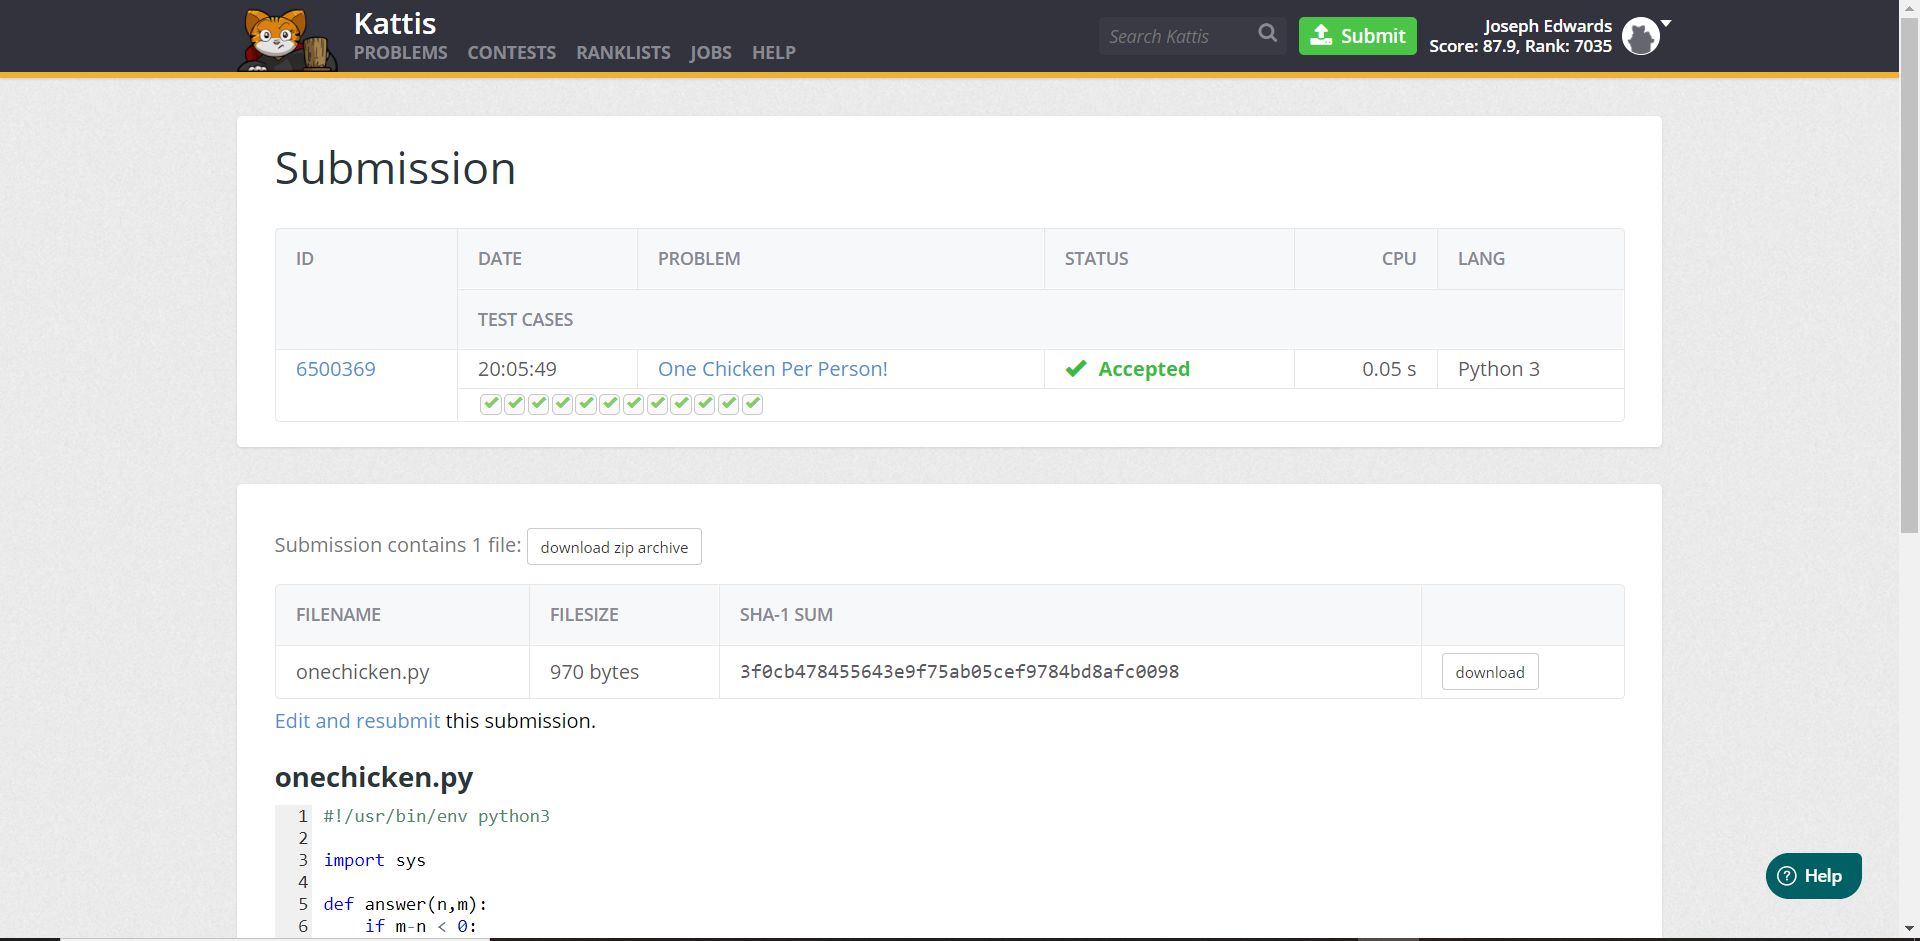 Kattis
PROBLEMS CONTESTS RANKLISTS JOBS HELP
Search Kattis
Submit
Joseph Edwards
Score: 87.9, Rank: 7035
Submission
ID DATE PROBLEM STATUS CPU LANG
TEST CASES
6500369 20:05:49 One Chicken Per Person! Accepted 0.05 s Python 3
Submission contains 1 file: download zip archive
FILENAME FILESIZE SHA-1 SUM
onechicken.py 970 bytes 3f0cb478455643e9f75ab05cef9784bd8afc0098 download
Edit and resubmit this submission.
onechicken.py
1 #!/usr/bin/env python3
2
3 import sys
4
5 def answer(n,m):
6     if m-n < 0:
Help